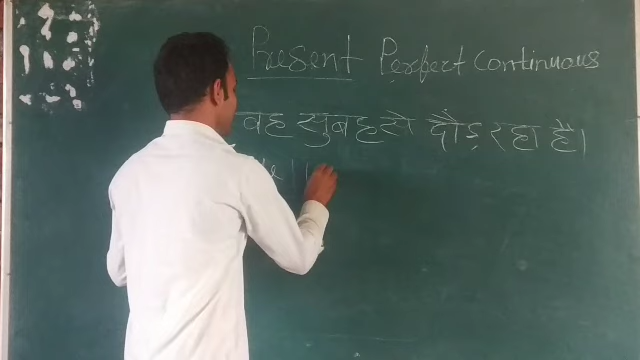 Present Perfect Continuous
वह सुबह से दौड़ रहा है।